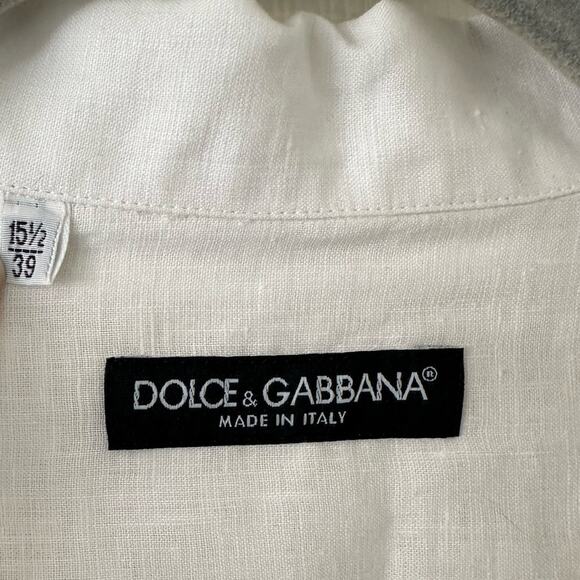 15½
39
DOLCE & GABBANA®
MADE IN ITALY